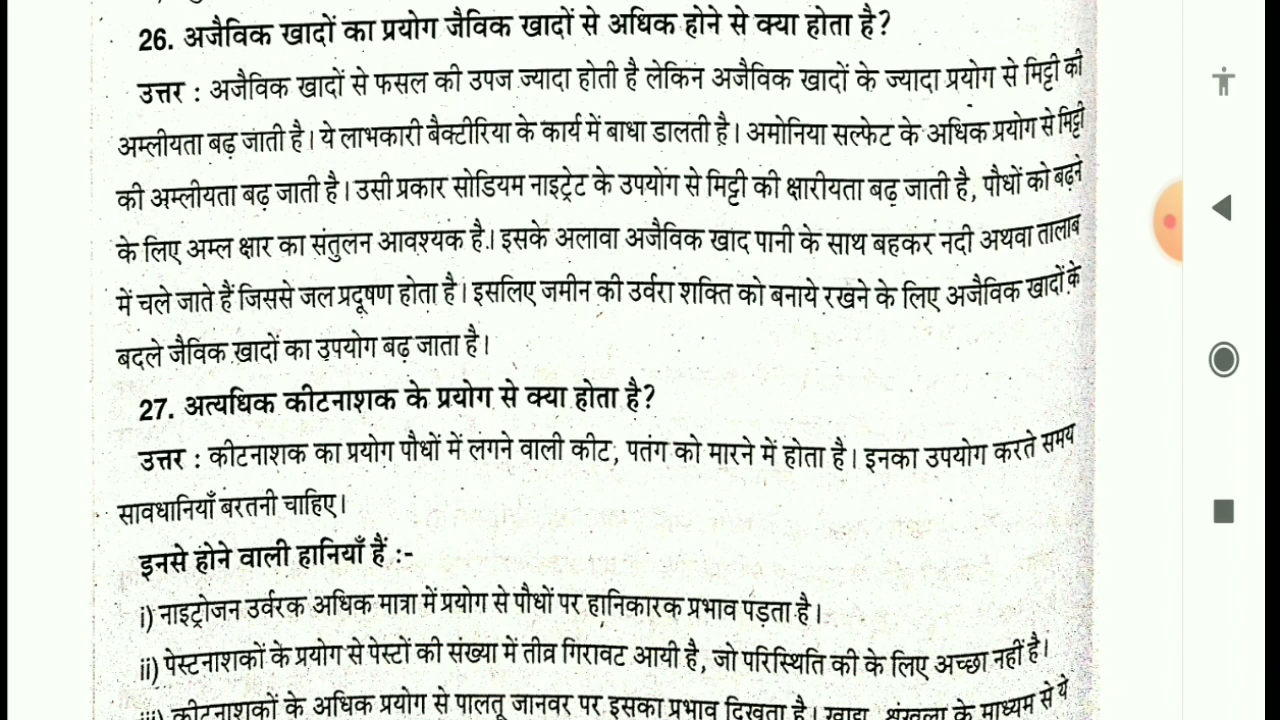 26. अजैविक खादों का प्रयोग जैविक खादों से अधिक होने से क्या होता है?
उत्तर : अजैविक खादों से फसल की उपज ज्यादा होती है लेकिन अजैविक खादों के ज्यादा प्रयोग से मिट्टी की
अम्लीयता बढ़ जाती है। ये लाभकारी बैक्टीरिया के कार्य में बाधा डालती है। अमोनिया सल्फेट के अधिक प्रयोग से मिट्टी
की अम्लीयता बढ़ जाती है। उसी प्रकार सोडियम नाइट्रेट के उपयोग से मिट्टी की क्षारीयता बढ़ जाती है, पौधों को बढ़ने
के लिए अम्ल क्षार का संतुलन आवश्यक है। इसके अलावा अजैविक खाद पानी के साथ बहकर नदी अथवा तालाब
में चले जाते हैं जिससे जल प्रदूषण होता है। इसलिए जमीन की उर्वरा शक्ति को बनाये रखने के लिए अजैविक खादों के
बदले जैविक खादों का उपयोग बढ़ जाता है।
27. अत्यधिक कीटनाशक के प्रयोग से क्या होता है?
उत्तर : कीटनाशक का प्रयोग पौधों में लगने वाली कीट, पतंग को मारने में होता है। इनका उपयोग करते समय
सावधानियाँ बरतनी चाहिए।
इनसे होने वाली हानियाँ हैं :-
i) नाइट्रोजन उर्वरक अधिक मात्रा में प्रयोग से पौधों पर हानिकारक प्रभाव पड़ता है।
ii) पेस्टनाशकों के प्रयोग से पेस्टों की संख्या में तीव्र गिरावट आयी है, जो परिस्थिति की के लिए अच्छा नहीं है।
iii) कीटनाशकों के अधिक प्रयोग से पालतू जानवर पर इसका प्रभाव दिखता है। खाद्य श्रृंखला के माध्यम से ये